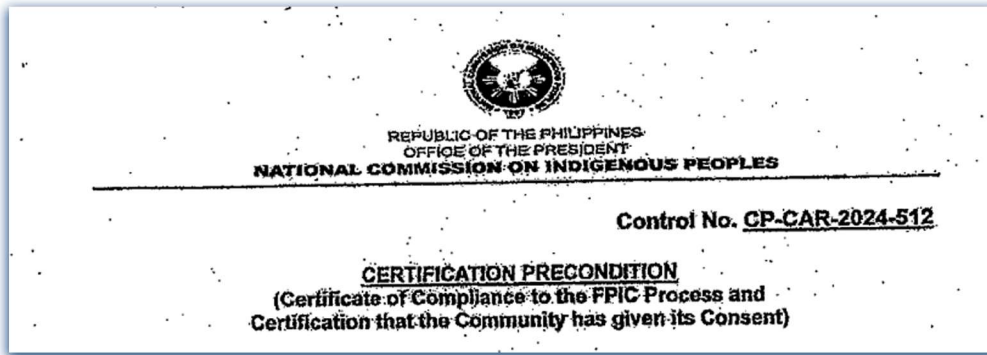 REPUBLIC OF THE PHILIPPINES
OFFICE OF THE PRESIDENT
NATIONAL COMMISSION ON INDIGENOUS PEOPLES
Control No. CP-CAR-2024-512
CERTIFICATION PRECONDITION
(Certificate of Compliance to the FPIC Process and
Certification that the Community has given its Consent)